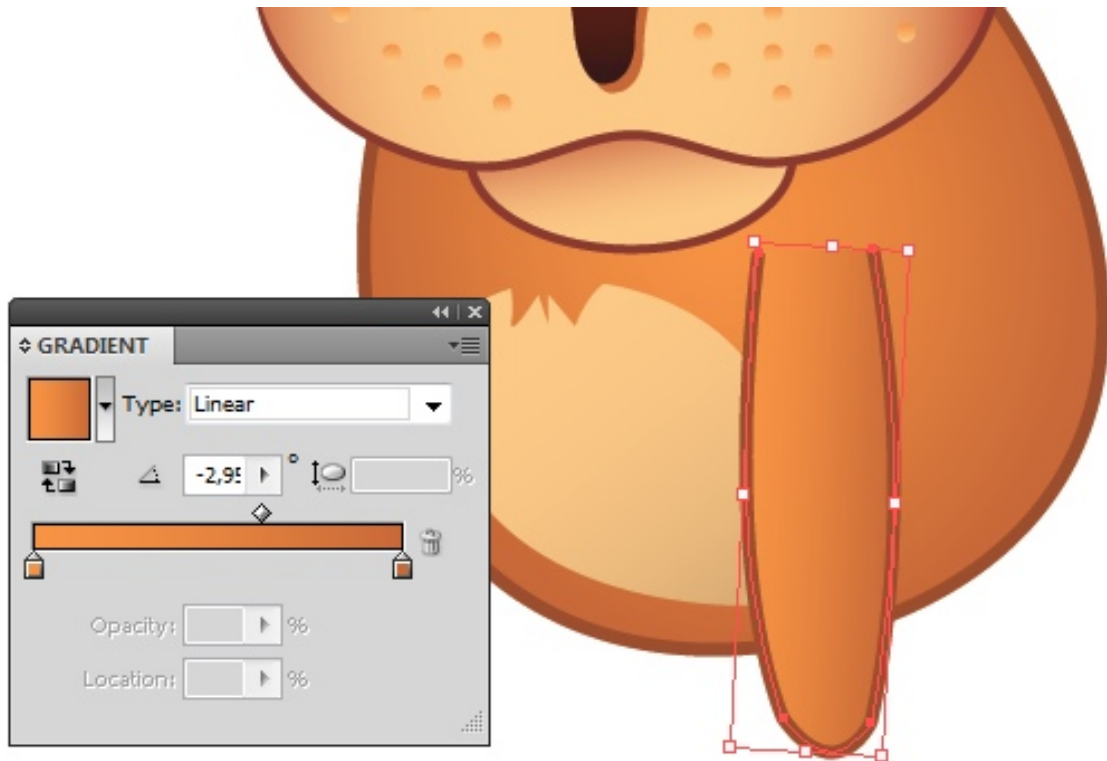 GRADIENT
Type: Linear
-2,95 ° %
Opacity: %
Location: %